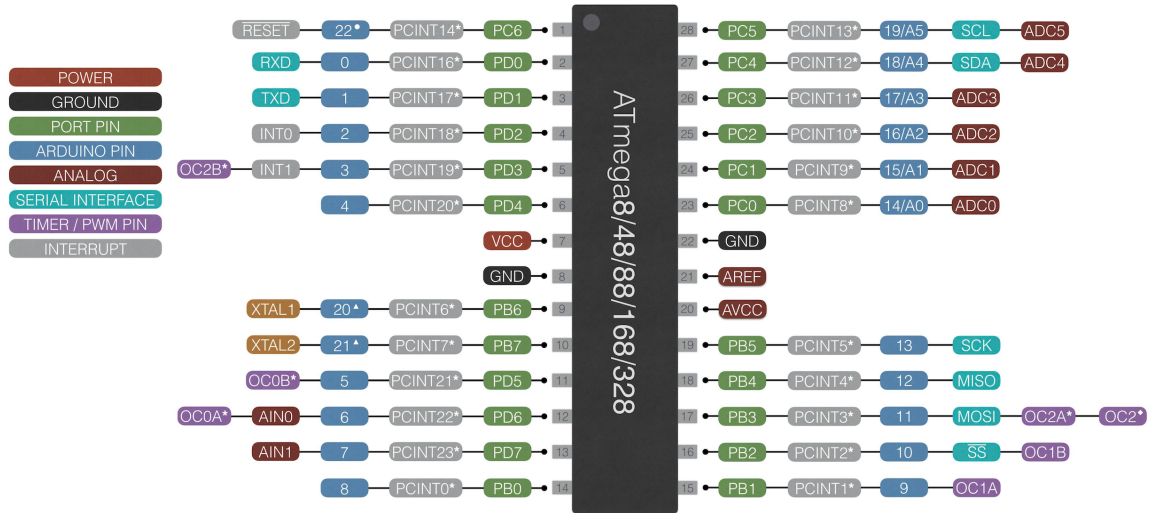 POWER
GROUND
PORT PIN
ARDUINO PIN
ANALOG
SERIAL INTERFACE
TIMER / PWM PIN
INTERRUPT
RESET 22● PCINT14* PC6 1
RXD 0 PCINT16* PD0 2
TXD 1 PCINT17* PD1 3
INT0 2 PCINT18* PD2 4
OC2B* INT1 3 PCINT19* PD3 5
4 PCINT20* PD4 6
VCC 7
GND 8
XTAL1 20▲ PCINT6* PB6 9
XTAL2 21▲ PCINT7* PB7 10
OC0B* 5 PCINT21* PD5 11
OC0A* AIN0 6 PCINT22* PD6 12
AIN1 7 PCINT23* PD7 13
8 PCINT0* PB0 14
ATmega8/48/88/168/328
28 PC5 PCINT13* 19/A5 SCL ADC5
27 PC4 PCINT12* 18/A4 SDA ADC4
26 PC3 PCINT11* 17/A3 ADC3
25 PC2 PCINT10* 16/A2 ADC2
24 PC1 PCINT9* 15/A1 ADC1
23 PC0 PCINT8* 14/A0 ADC0
22 GND
21 AREF
20 AVCC
19 PB5 PCINT5* 13 SCK
18 PB4 PCINT4* 12 MISO
17 PB3 PCINT3* 11 MOSI OC2A* OC2◆
16 PB2 PCINT2* 10 SS OC1B
15 PB1 PCINT1* 9 OC1A